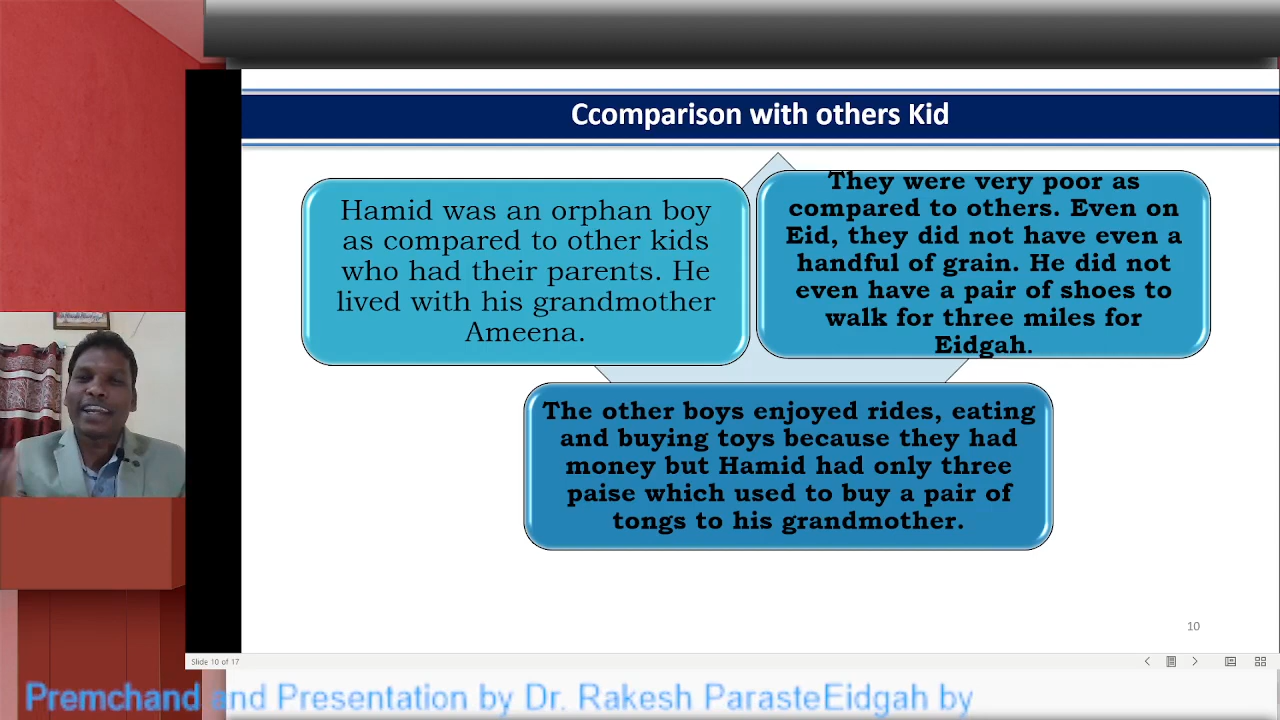 Ccomparison with others Kid
Hamid was an orphan boy
as compared to other kids
who had their parents. He
lived with his grandmother
Ameena.
They were very poor as
compared to others. Even on
Eid, they did not have even a
handful of grain. He did not
even have a pair of shoes to
walk for three miles for
Eidgah.
The other boys enjoyed rides, eating
and buying toys because they had
money but Hamid had only three
paise which used to buy a pair of
tongs to his grandmother.
10
Slide 10 of 17
Premchand and Presentation by Dr. Rakesh ParasteEidgah by